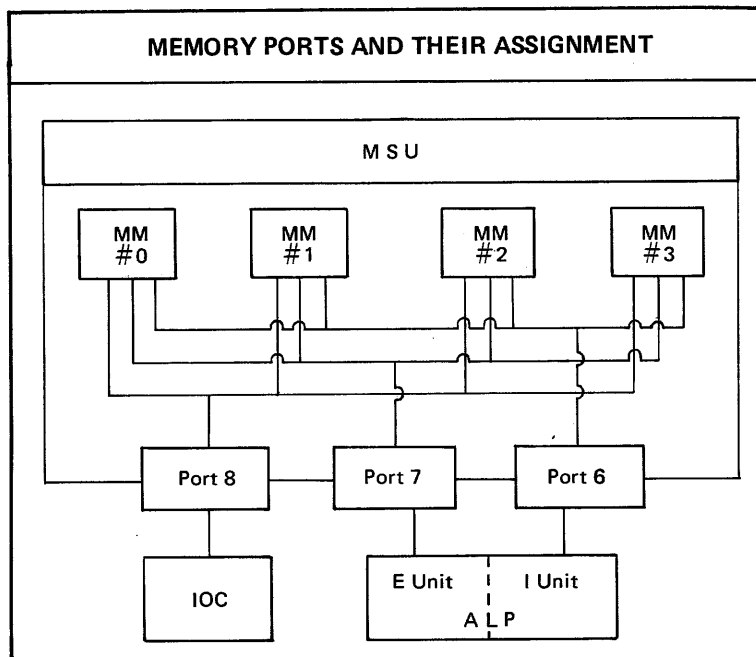 MEMORY PORTS AND THEIR ASSIGNMENT
MSU
MM
#0
MM
#1
MM
#2
MM
#3
Port 8
Port 7
Port 6
IOC
E Unit
I Unit
ALP